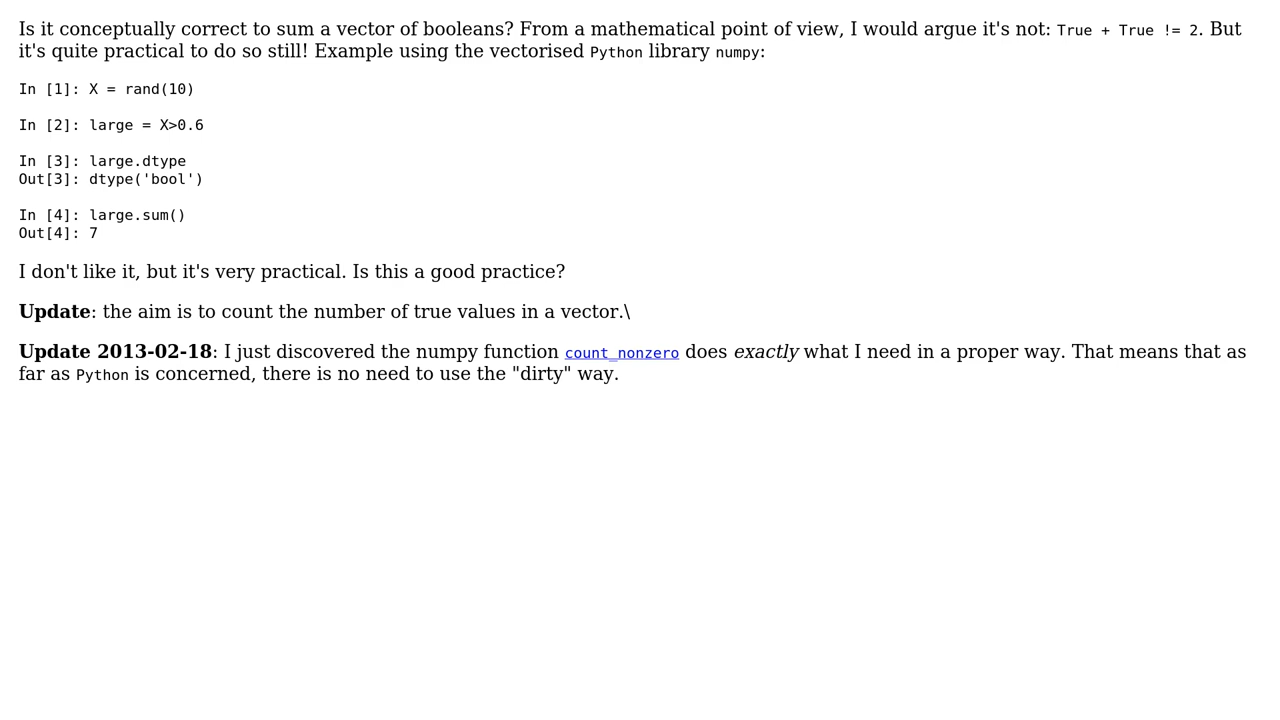 Is it conceptually correct to sum a vector of booleans? From a mathematical point of view, I would argue it's not: True + True != 2. But
it's quite practical to do so still! Example using the vectorised Python library numpy:
In [1]: X = rand(10)
In [2]: large = X>0.6
In [3]: large.dtype
Out[3]: dtype('bool')
In [4]: large.sum()
Out[4]: 7
I don't like it, but it's very practical. Is this a good practice?
Update: the aim is to count the number of true values in a vector.\
Update 2013-02-18: I just discovered the numpy function count_nonzero does exactly what I need in a proper way. That means that as
far as Python is concerned, there is no need to use the "dirty" way.